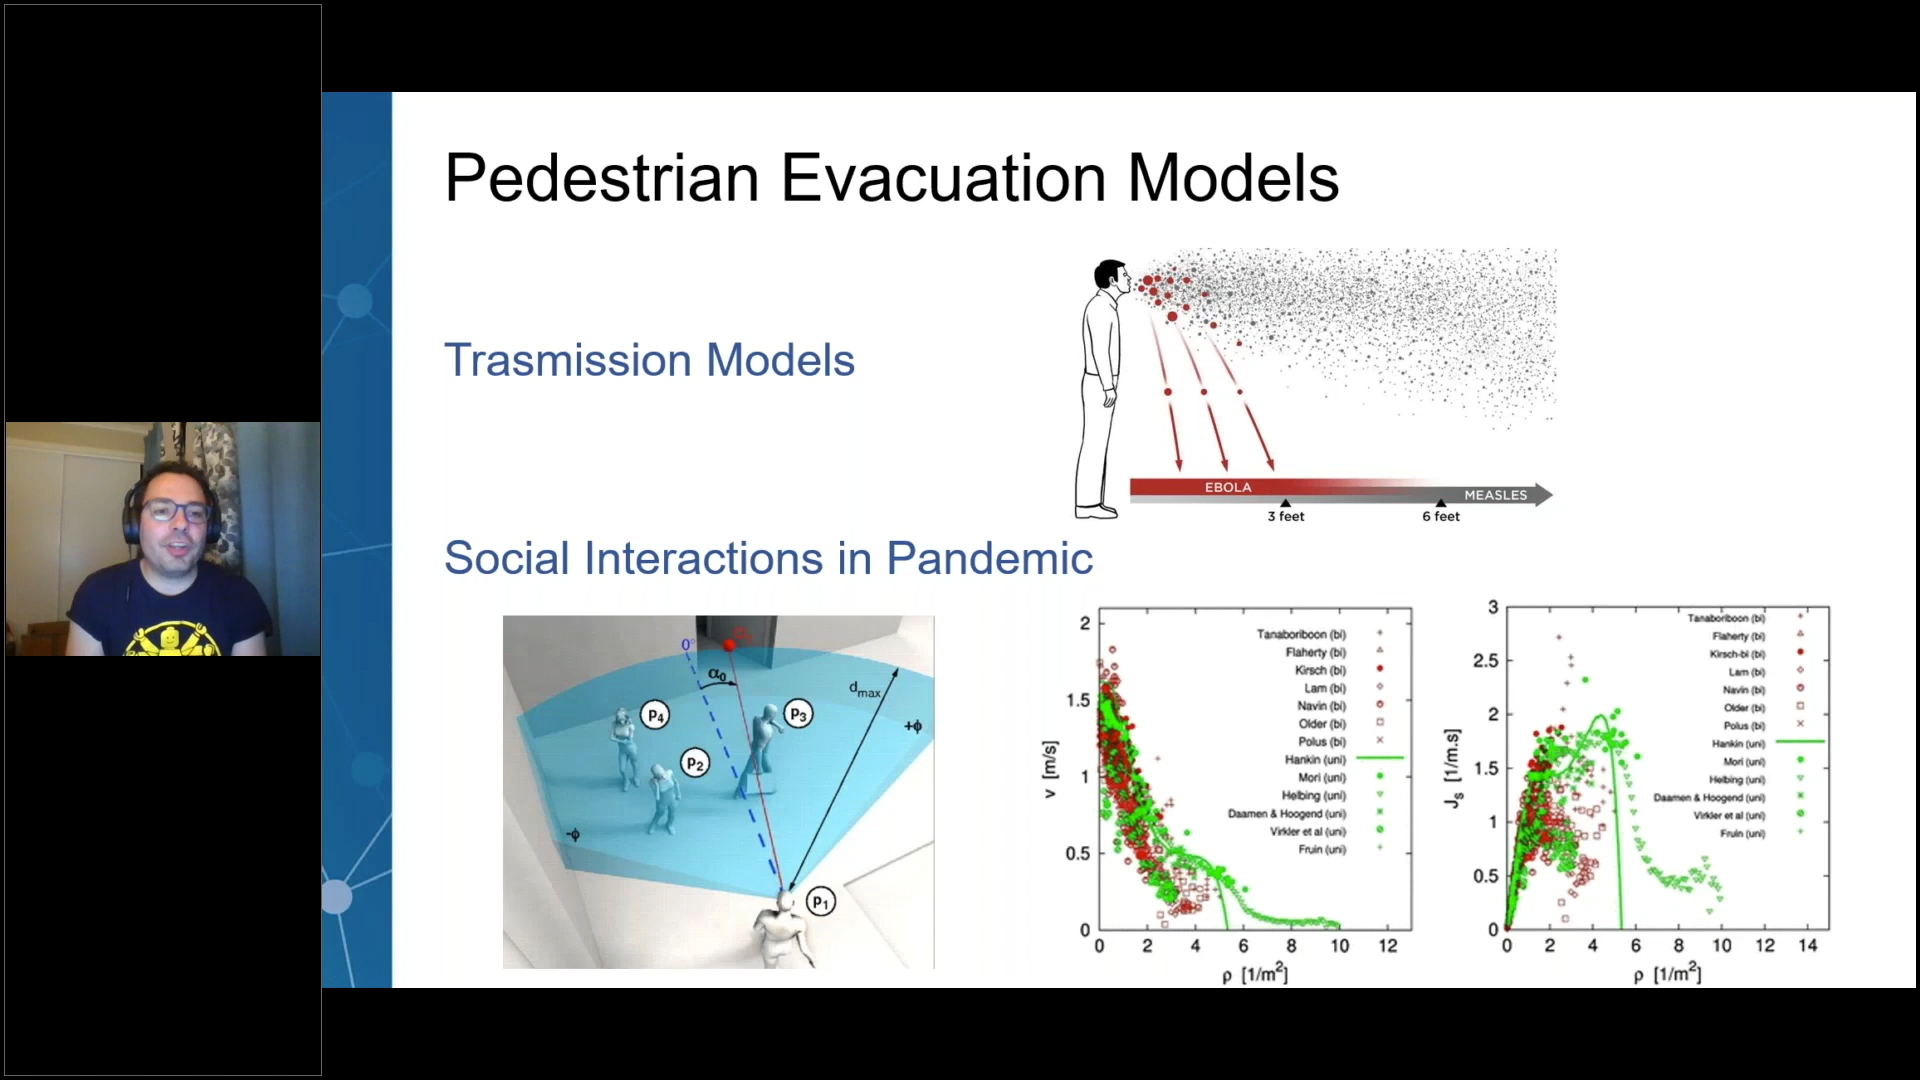 Pedestrian Evacuation Models
Trasmission Models
EBOLA
MEASLES
3 feet
6 feet
Social Interactions in Pandemic
0°
α0
dmax
+ϕ
-ϕ
P4
P3
P2
P1
2
1.5
1
0.5
0
v [m/s]
Tanaboriboon (bi)
Flaherty (bi)
Kirsch (bi)
Lam (bi)
Navin (bi)
Older (bi)
Polus (bi)
Hankin (uni)
Mori (uni)
Helbing (uni)
Daamen & Hoogend (uni)
Virkler et al (uni)
Fruin (uni)
0 2 4 6 8 10 12
ρ [1/m²]
3
2.5
2
1.5
1
0.5
0
Js [1/m.s]
Tanaboriboon (bi)
Flaherty (bi)
Kirsch-bi (bi)
Lam (bi)
Navin (bi)
Older (bi)
Polus (bi)
Hankin (uni)
Mori (uni)
Helbing (uni)
Daamen & Hoogend (uni)
Virkler et al (uni)
Fruin (uni)
0 2 4 6 8 10 12 14
ρ [1/m²]